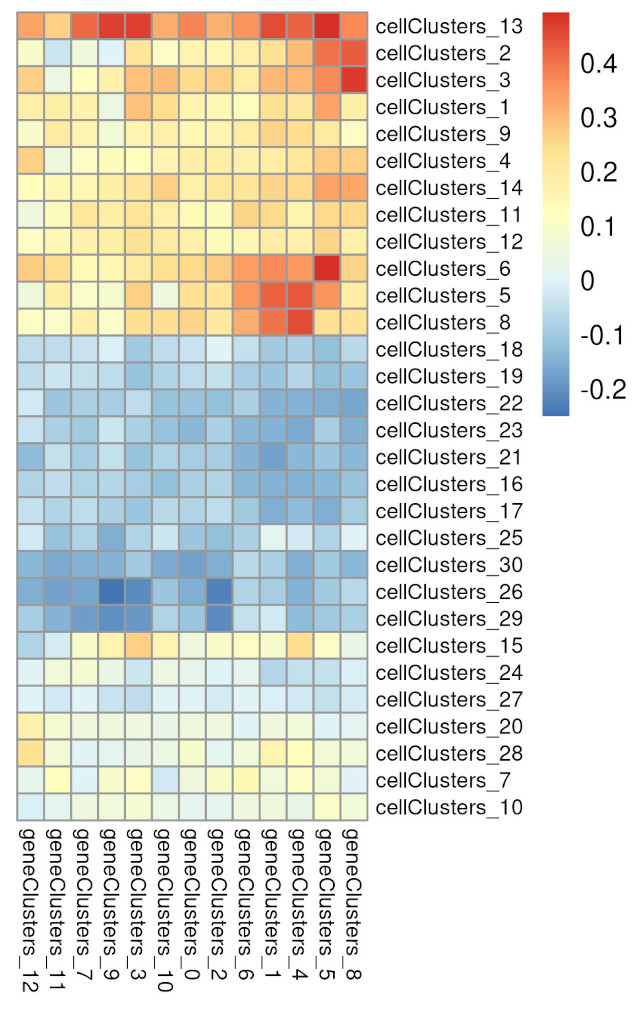 cellClusters_13
cellClusters_2
cellClusters_3
cellClusters_1
cellClusters_9
cellClusters_4
cellClusters_14
cellClusters_11
cellClusters_12
cellClusters_6
cellClusters_5
cellClusters_8
cellClusters_18
cellClusters_19
cellClusters_22
cellClusters_23
cellClusters_21
cellClusters_16
cellClusters_17
cellClusters_25
cellClusters_30
cellClusters_26
cellClusters_29
cellClusters_15
cellClusters_24
cellClusters_27
cellClusters_20
cellClusters_28
cellClusters_7
cellClusters_10
0.4
0.3
0.2
0.1
0
-0.1
-0.2
geneClusters_12
geneClusters_11
geneClusters_7
geneClusters_9
geneClusters_3
geneClusters_10
geneClusters_0
geneClusters_2
geneClusters_6
geneClusters_1
geneClusters_4
geneClusters_5
geneClusters_8